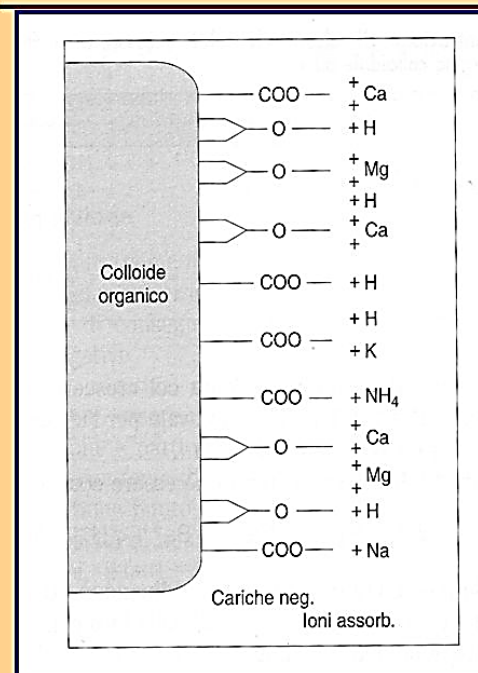 COO — ++ Ca
O — + H
O — ++ Mg
+ H
O — ++ Ca
Colloide
organico
COO — + H
+ H
COO — + K
COO — + NH₄
O — ++ Ca
++ Mg
O — + H
COO — + Na
Cariche neg.
Ioni assorb.